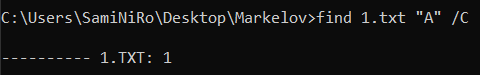 C:\Users\SamiNiRo\Desktop\Markelov>find 1.txt "A" /C
---------- 1.TXT: 1